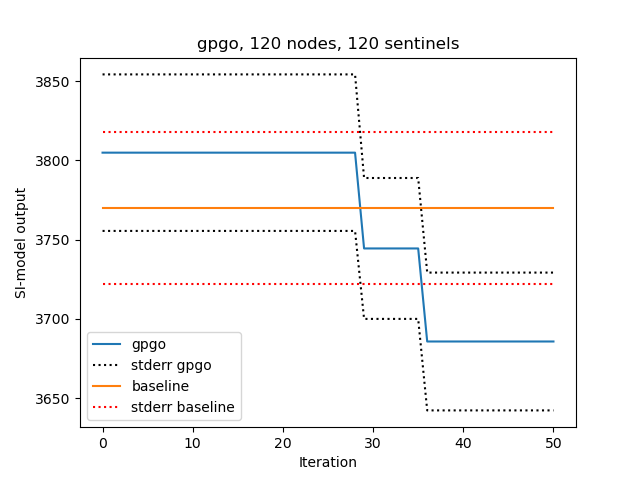 gpgo, 120 nodes, 120 sentinels
SI-model output
3850
3800
3750
3700
3650
gpgo
stderr gpgo
baseline
stderr baseline
0 10 20 30 40 50
Iteration